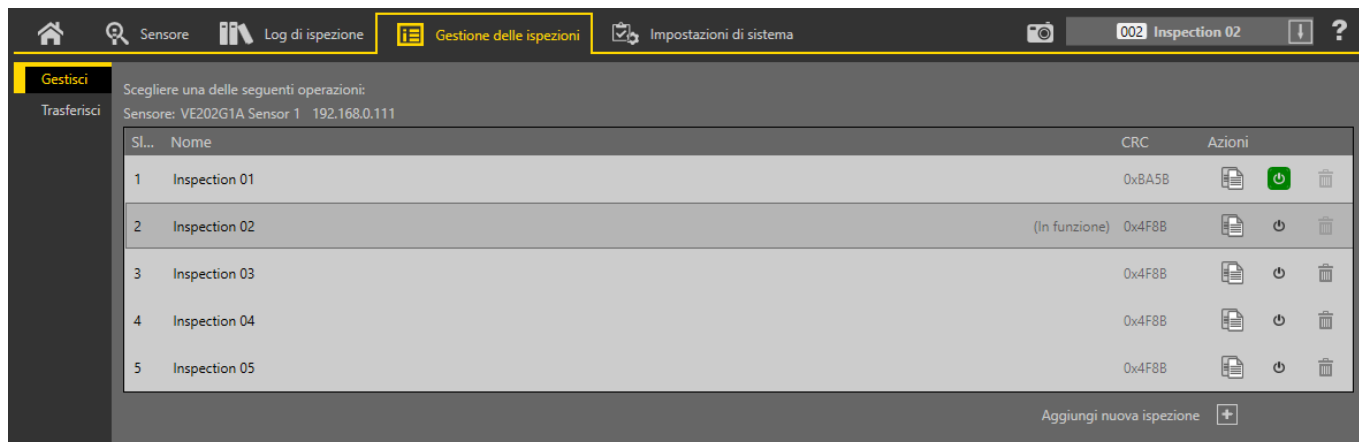 Sensore Log di ispezione Gestione delle ispezioni Impostazioni di sistema 002 Inspection 02 ?
Gestisci
Trasferisci
Scegliere una delle seguenti operazioni:
Sensore: VE202G1A Sensor 1 192.168.0.111
Sl... Nome CRC Azioni
1 Inspection 01 0xBA5B
2 Inspection 02 (In funzione) 0x4F8B
3 Inspection 03 0x4F8B
4 Inspection 04 0x4F8B
5 Inspection 05 0x4F8B
Aggiungi nuova ispezione